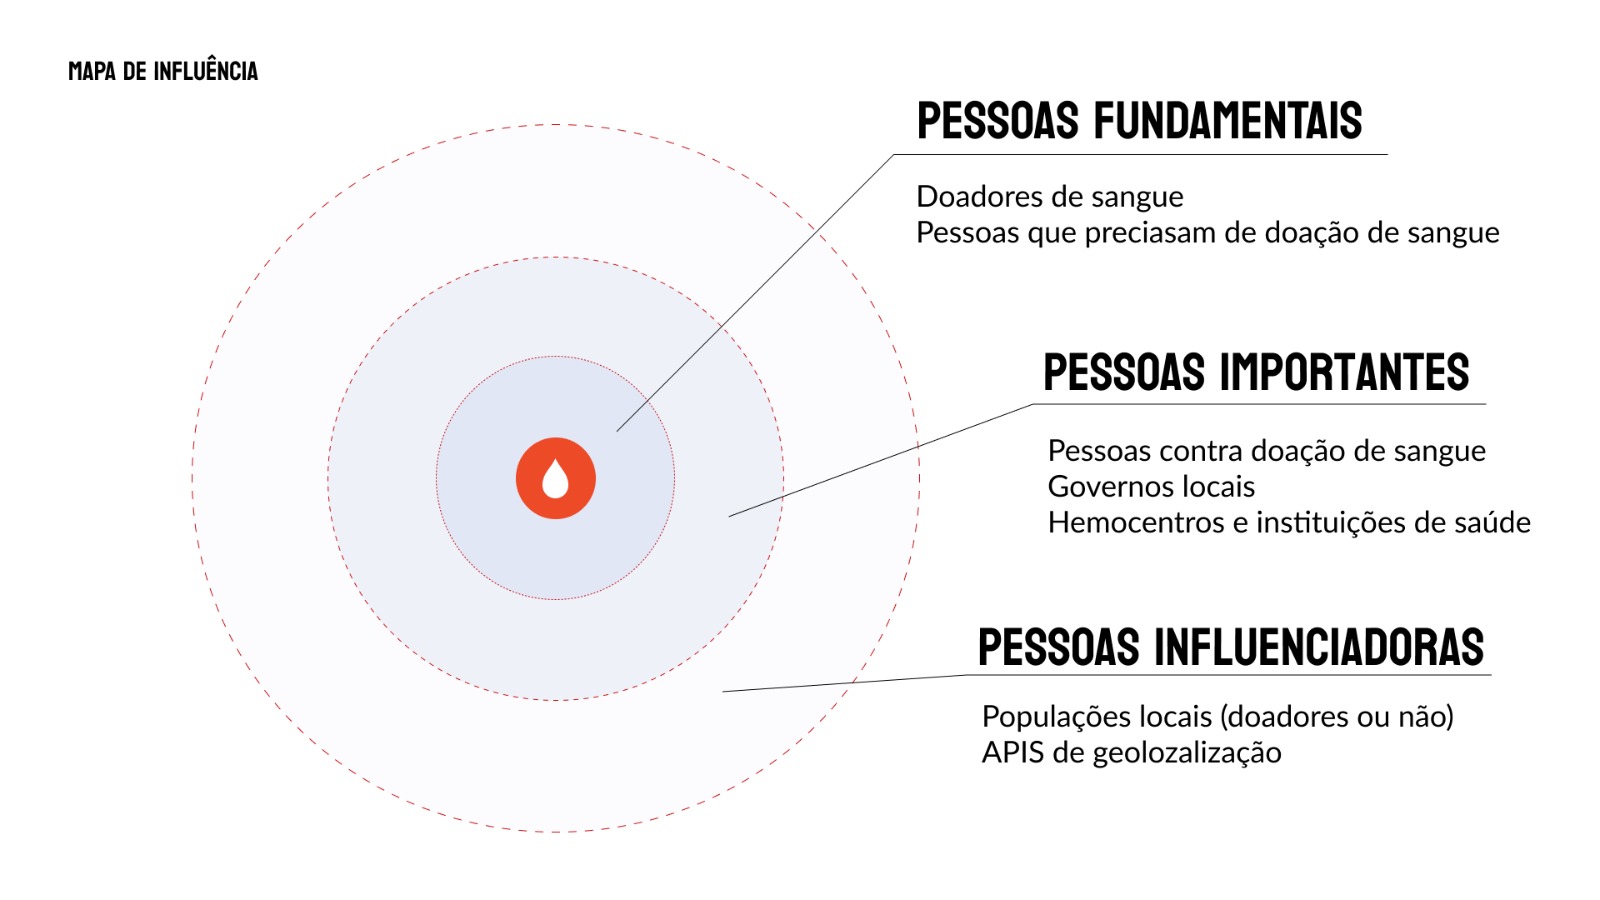 MAPA DE INFLUÊNCIA
PESSOAS FUNDAMENTAIS
Doadores de sangue
Pessoas que preciasam de doação de sangue
PESSOAS IMPORTANTES
Pessoas contra doação de sangue
Governos locais
Hemocentros e instituições de saúde
PESSOAS INFLUENCIADORAS
Populações locais (doadores ou não)
APIS de geolozalização